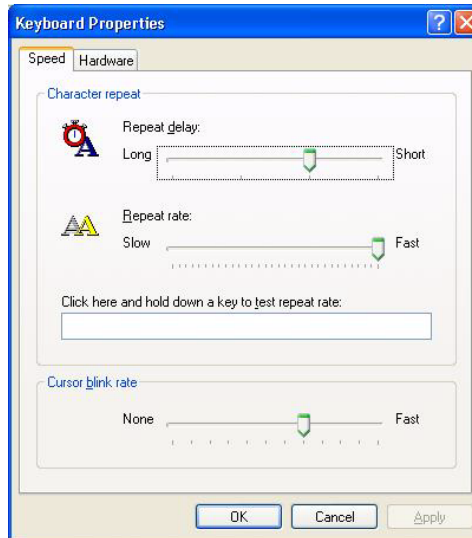 Keyboard Properties
Speed Hardware
Character repeat
Repeat delay:
Long Short
Repeat rate:
Slow Fast
Click here and hold down a key to test repeat rate:
Cursor blink rate
None Fast
OK Cancel Apply